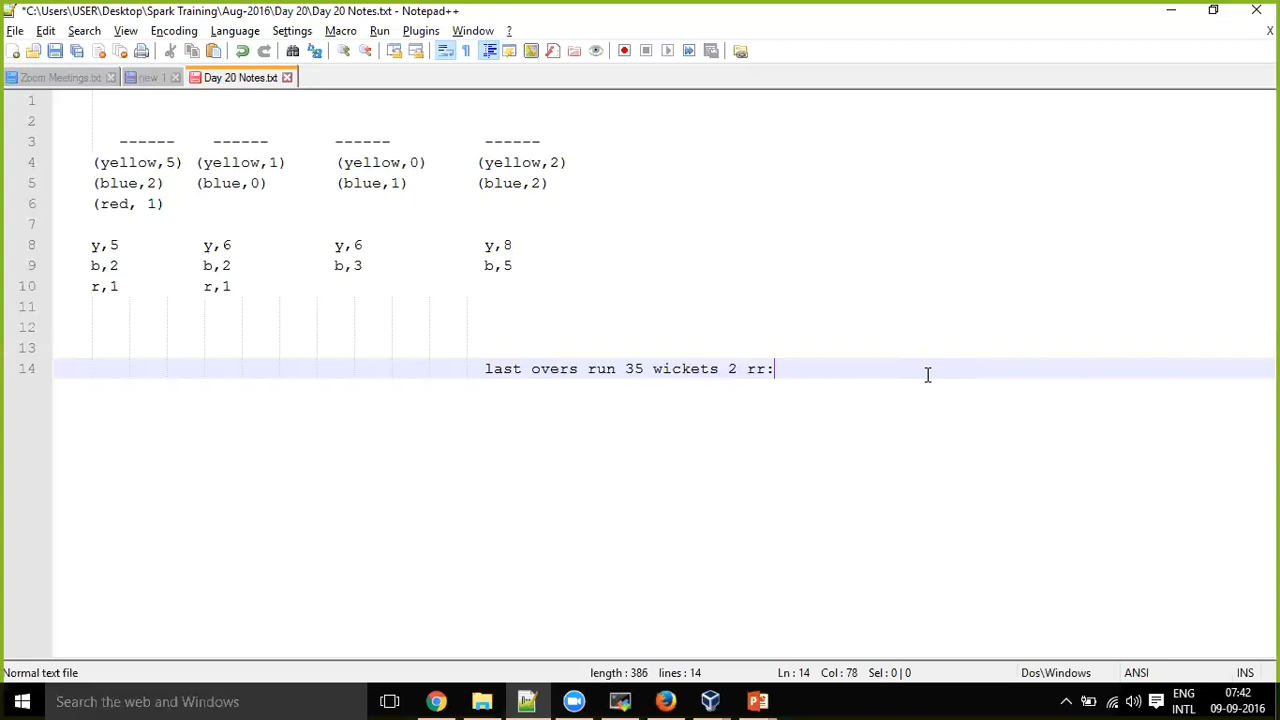 *C:\Users\USER\Desktop\Spark Training\Aug-2016\Day 20\Day 20 Notes.txt - Notepad++
File Edit Search View Encoding Language Settings Macro Run Plugins Window ? X
Zoom Meetings.txt new 1 Day 20 Notes.txt
1
2
3 ------ ------ ------ ------
4 (yellow,5) (yellow,1) (yellow,0) (yellow,2)
5 (blue,2) (blue,0) (blue,1) (blue,2)
6 (red, 1)
7
8 y,5 y,6 y,6 y,8
9 b,2 b,2 b,3 b,5
10 r,1 r,1
11
12
13
14 last overs run 35 wickets 2 rr:
Normal text file length : 386 lines : 14 Ln : 14 Col : 78 Sel : 0 | 0 Dos\Windows ANSI INS
Search the web and Windows ENG 07:42
INTL 09-09-2016